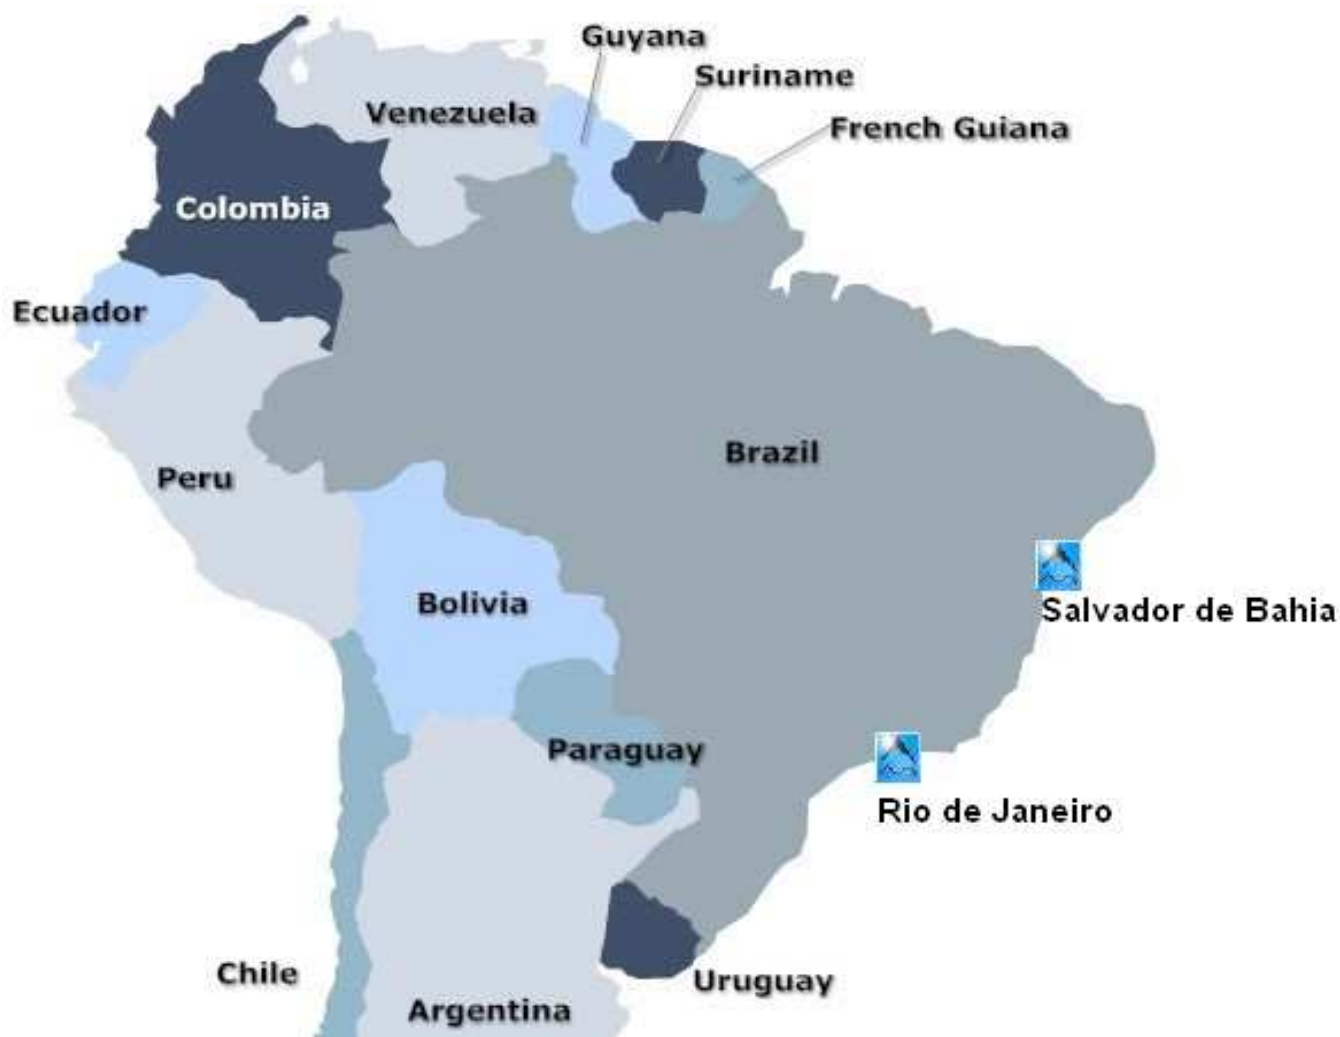 Guyana
Suriname
Venezuela
French Guiana
Colombia
Ecuador
Brazil
Peru
Bolivia
Salvador de Bahia
Paraguay
Rio de Janeiro
Chile
Uruguay
Argentina